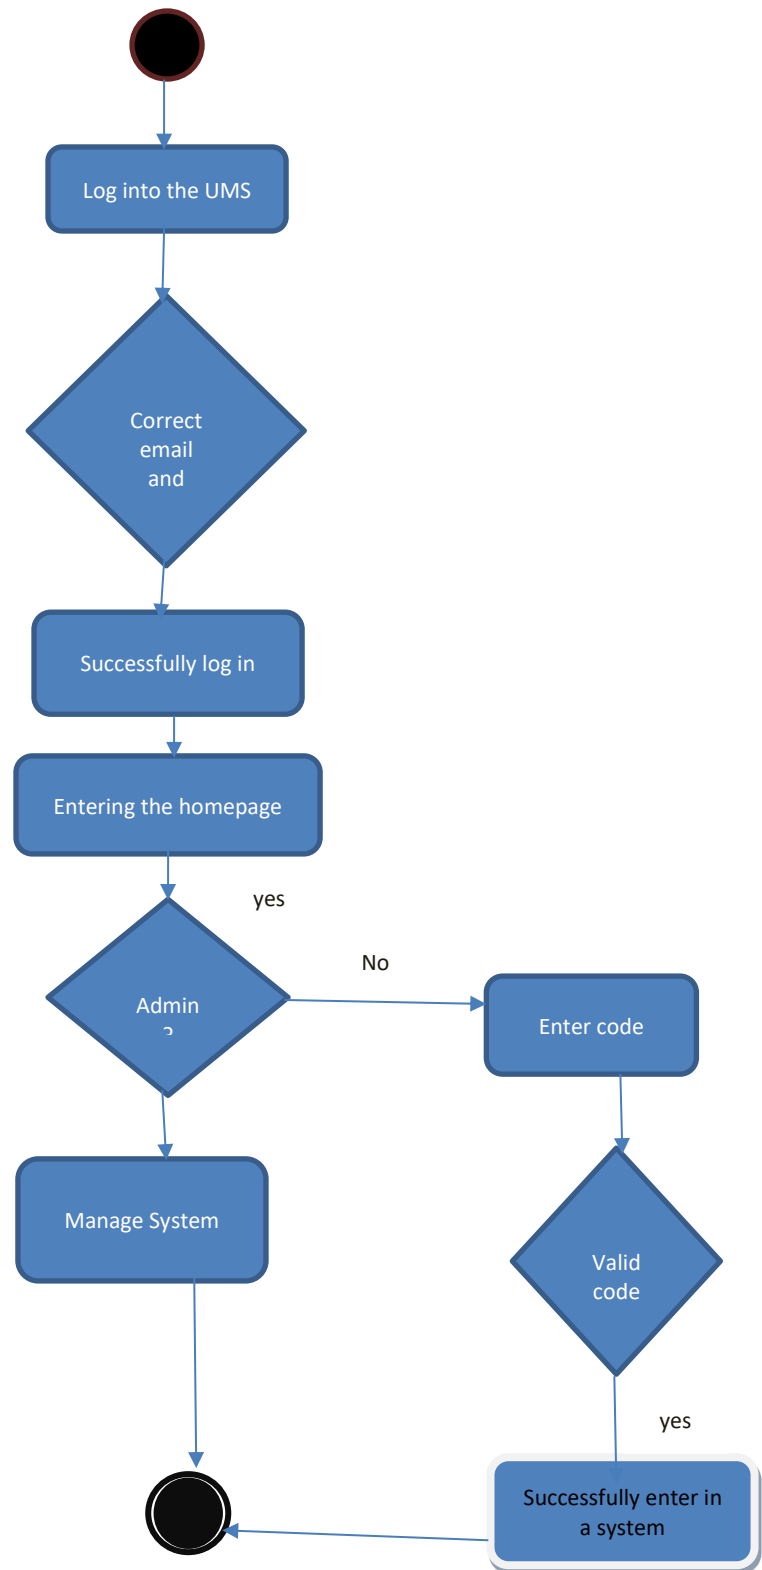 Log into the UMS
Correct
email
and
Successfully log in
Entering the homepage
yes
No
Admin
Enter code
Manage System
Valid
code
yes
Successfully enter in
a system